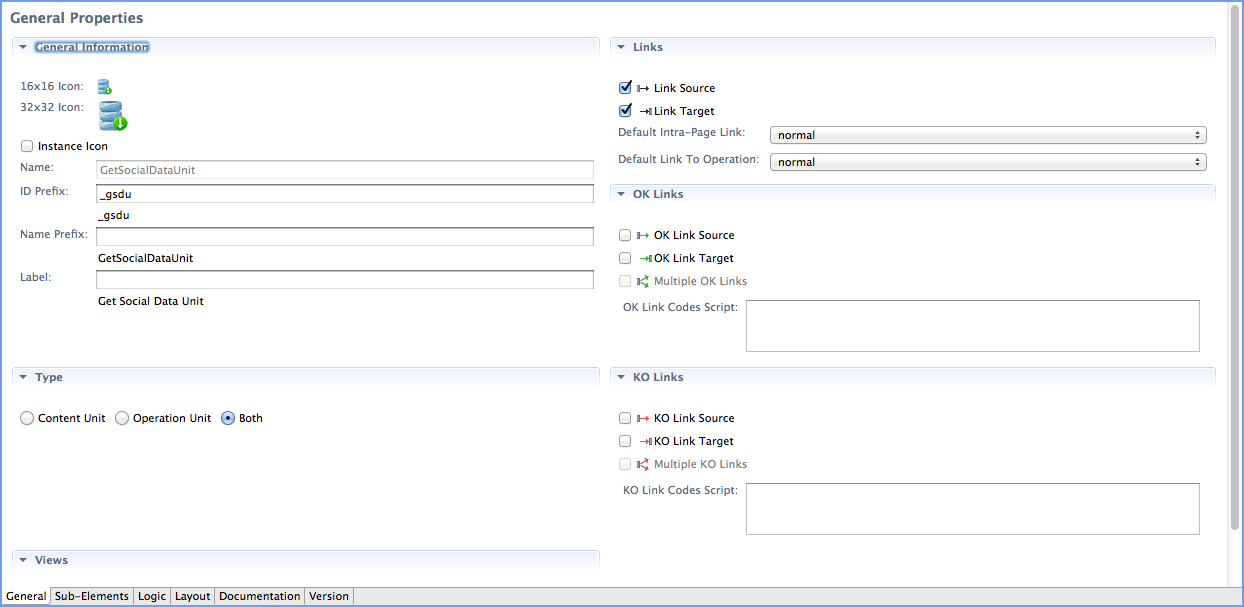 General Properties
General Information
16x16 Icon:
32x32 Icon:
Instance Icon
Name: GetSocialDataUnit
ID Prefix: _gsdu
_gsdu
Name Prefix:
GetSocialDataUnit
Label:
Get Social Data Unit
Type
Content Unit Operation Unit Both
Views
Links
Link Source
Link Target
Default Intra-Page Link: normal
Default Link To Operation: normal
OK Links
OK Link Source
OK Link Target
Multiple OK Links
OK Link Codes Script:
KO Links
KO Link Source
KO Link Target
Multiple KO Links
KO Link Codes Script:
General Sub-Elements Logic Layout Documentation Version